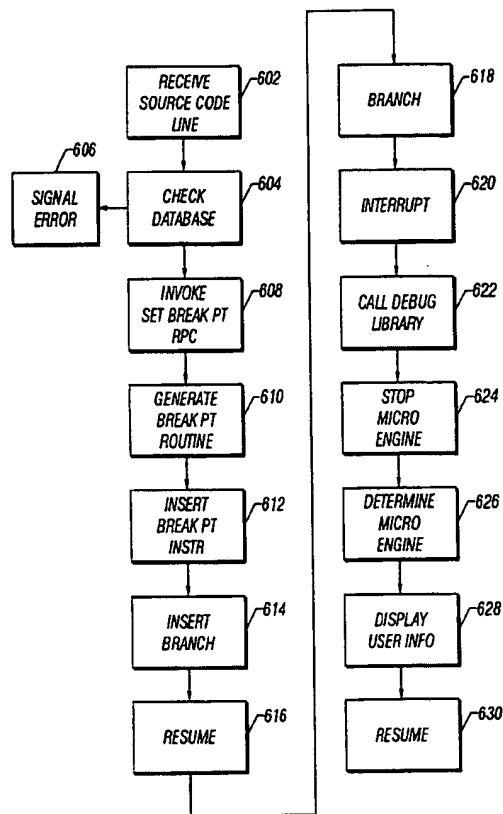 RECEIVE
SOURCE CODE
LINE
602
606
SIGNAL
ERROR
CHECK
DATABASE
604
INVOKE
SET BREAK PT
RPC
608
GENERATE
BREAK PT
ROUTINE
610
INSERT
BREAK PT
INSTR
612
INSERT
BRANCH
614
RESUME
616
BRANCH
618
INTERRUPT
620
CALL DEBUG
LIBRARY
622
STOP
MICRO
ENGINE
624
DETERMINE
MICRO
ENGINE
626
DISPLAY
USER INFO
628
RESUME
630